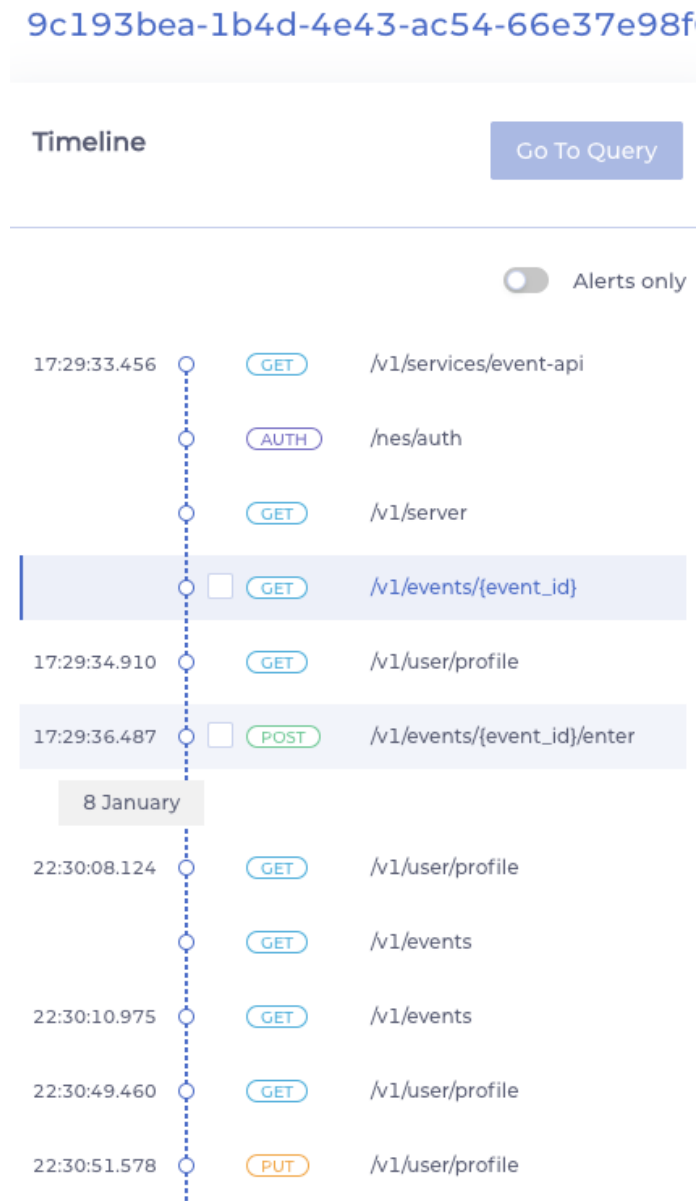 9c193bea-1b4d-4e43-ac54-66e37e98f
Timeline
Go To Query
Alerts only
17:29:33.456 GET /v1/services/event-api
AUTH /nes/auth
GET /v1/server
GET /v1/events/{event_id}
17:29:34.910 GET /v1/user/profile
17:29:36.487 POST /v1/events/{event_id}/enter
8 January
22:30:08.124 GET /v1/user/profile
GET /v1/events
22:30:10.975 GET /v1/events
22:30:49.460 GET /v1/user/profile
22:30:51.578 PUT /v1/user/profile